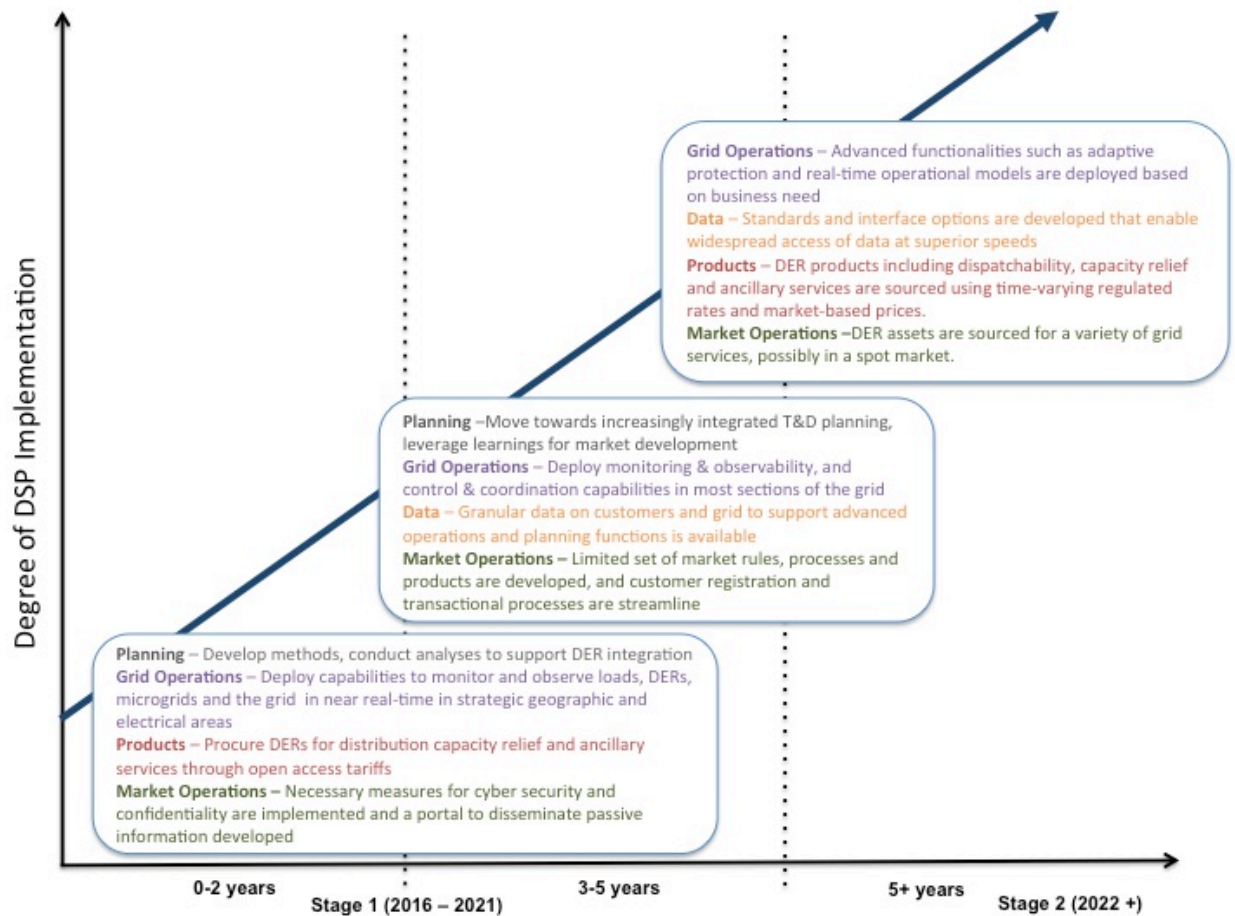 Degree of DSP Implementation
Grid Operations – Advanced functionalities such as adaptive
protection and real-time operational models are deployed based
on business need
Data – Standards and interface options are developed that enable
widespread access of data at superior speeds
Products – DER products including dispatchability, capacity relief
and ancillary services are sourced using time-varying regulated
rates and market-based prices.
Market Operations –DER assets are sourced for a variety of grid
services, possibly in a spot market.
Planning –Move towards increasingly integrated T&D planning,
leverage learnings for market development
Grid Operations – Deploy monitoring & observability, and
control & coordination capabilities in most sections of the grid
Data – Granular data on customers and grid to support advanced
operations and planning functions is available
Market Operations – Limited set of market rules, processes and
products are developed, and customer registration and
transactional processes are streamline
Planning – Develop methods, conduct analyses to support DER integration
Grid Operations – Deploy capabilities to monitor and observe loads, DERs,
microgrids and the grid in near real-time in strategic geographic and
electrical areas
Products – Procure DERs for distribution capacity relief and ancillary
services through open access tariffs
Market Operations – Necessary measures for cyber security and
confidentiality are implemented and a portal to disseminate passive
information developed
0-2 years
3-5 years
5+ years
Stage 1 (2016 – 2021)
Stage 2 (2022 +)